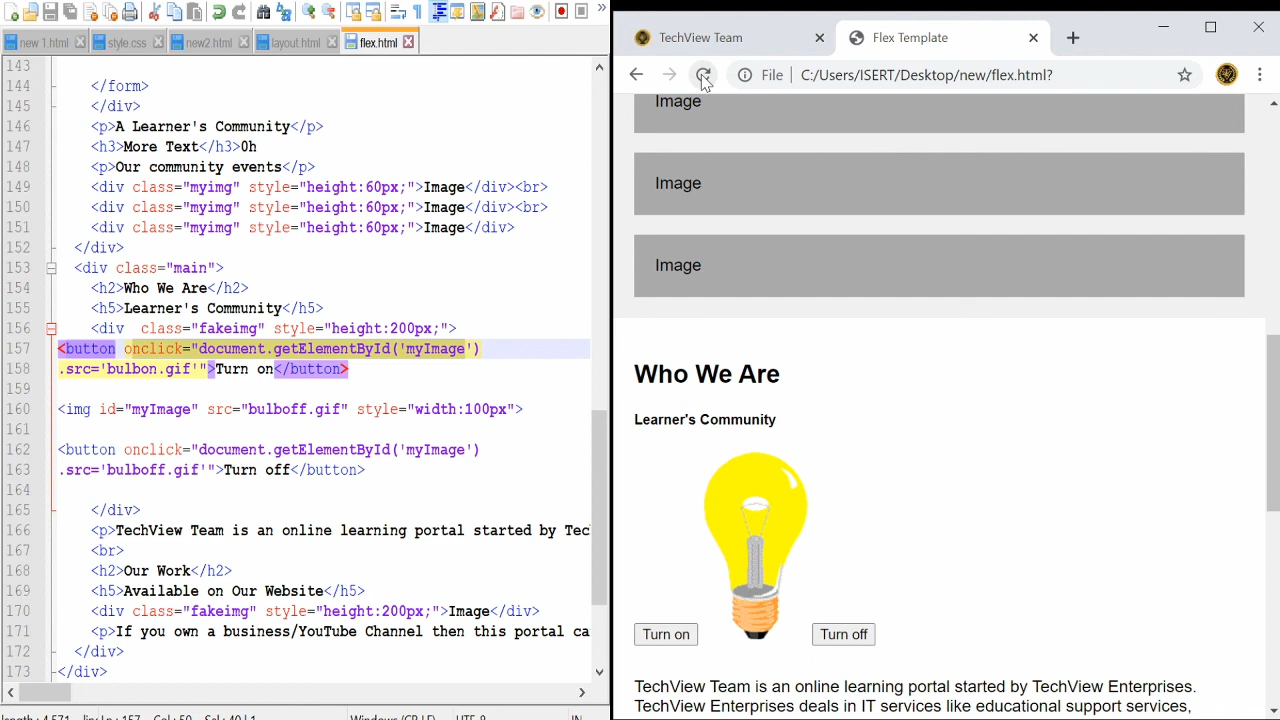 new 1.html
style.css
new2.html
layout.html
flex.html
143
144 </form>
145 </div>
146 <p>A Learner's Community</p>
147 <h3>More Text</h3>0h
148 <p>Our community events</p>
149 <div class="myimg" style="height:60px;">Image</div><br>
150 <div class="myimg" style="height:60px;">Image</div><br>
151 <div class="myimg" style="height:60px;">Image</div>
152 </div>
153 <div class="main">
154 <h2>Who We Are</h2>
155 <h5>Learner's Community</h5>
156 <div  class="fakeimg" style="height:200px;">
157 <button onclick="document.getElementById('myImage')
158 .src='bulbon.gif'">Turn on</button>
159
160 <img id="myImage" src="bulboff.gif" style="width:100px">
161
162 <button onclick="document.getElementById('myImage')
163 .src='bulboff.gif'">Turn off</button>
164
165 </div>
166 <p>TechView Team is an online learning portal started by Tec
167 <br>
168 <h2>Our Work</h2>
169 <h5>Available on Our Website</h5>
170 <div class="fakeimg" style="height:200px;">Image</div>
171 <p>If you own a business/YouTube Channel then this portal ca
172 </div>
173 </div>
TechView Team
Flex Template
File
C:/Users/ISERT/Desktop/new/flex.html?
Image
Image
Image
Who We Are
Learner's Community
Turn on
Turn off
TechView Team is an online learning portal started by TechView Enterprises.
TechView Enterprises deals in IT services like educational support services,